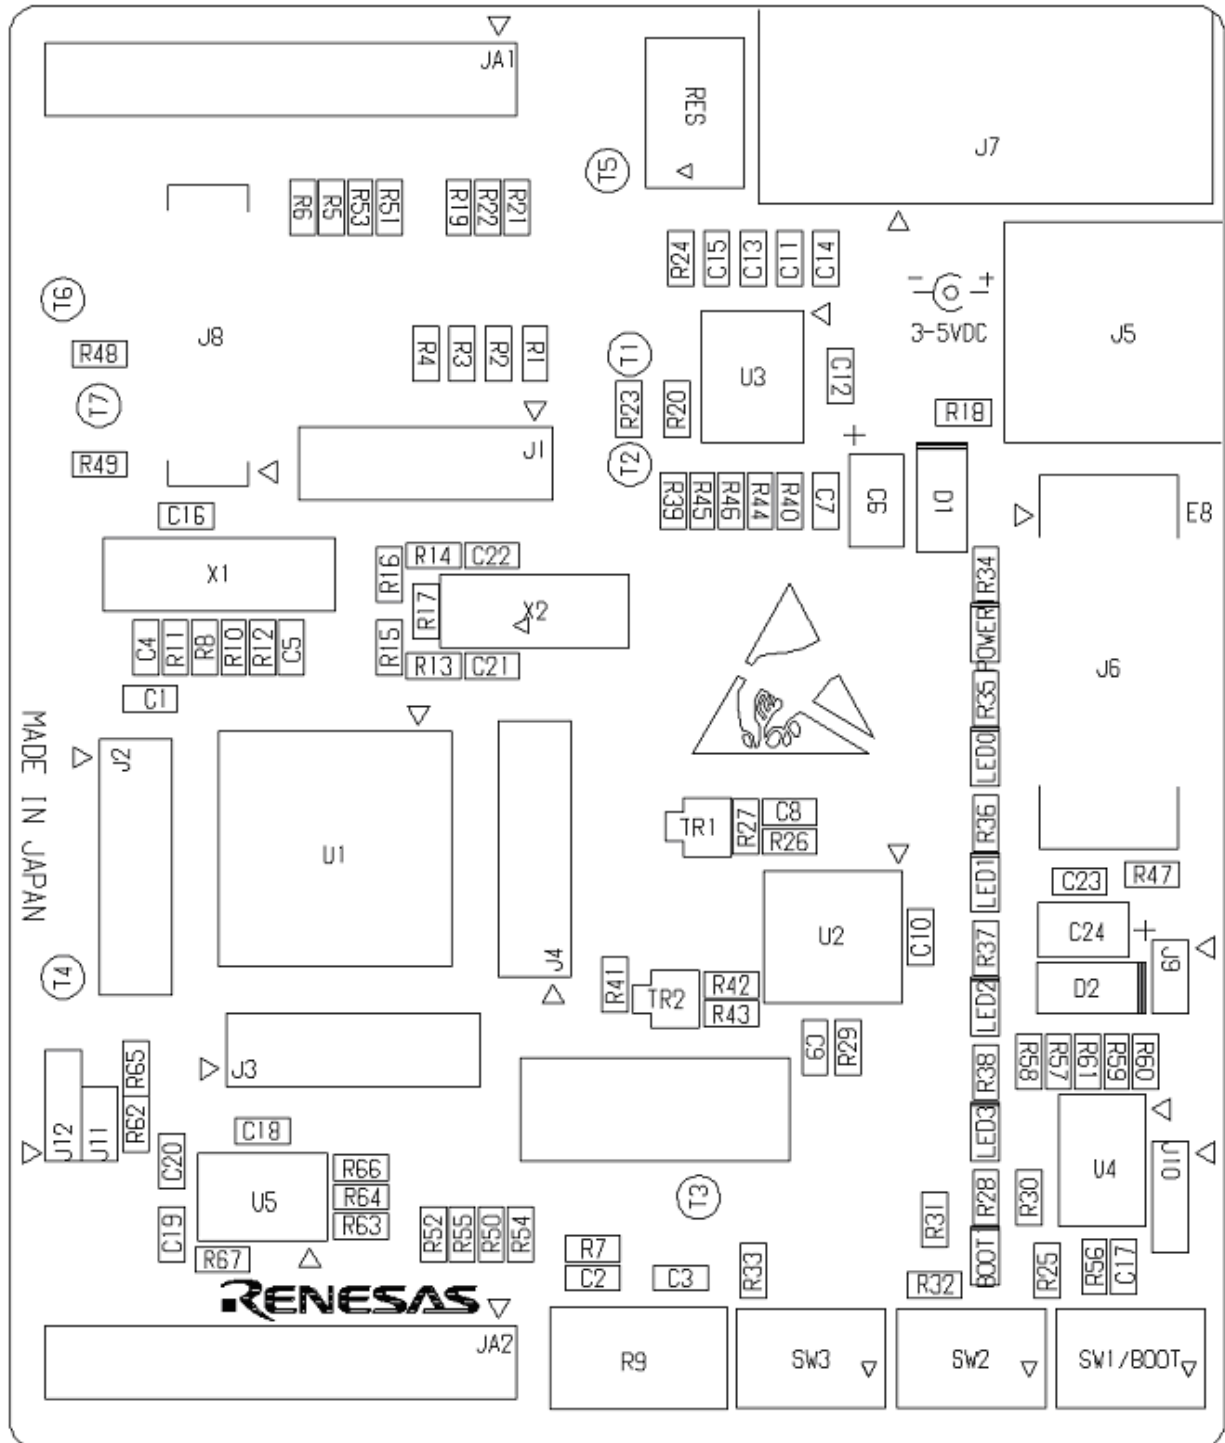 JA1
RES
J7
T5
R6
R5
R53
R51
R19
R22
R21
R24
C15
C13
C11
C14
- +
3-5VDC
J5
T6
J8
R48
R4
R3
R2
R1
T1
U3
C12
T7
R23
R20
R18
+
J1
T2
R49
R39
R45
R46
R44
R40
C7
C6
D1
E8
C16
X1
R16
R14
C22
R34
R17
X2
C4
R11
R8
R10
R12
C5
R15
R13
C21
POWER
J6
C1
R35
MADE IN JAPAN
J2
LED0
TR1
R27
C8
R26
R36
U1
LED1
C23
R47
U2
C10
R37
C24
+
J9
T4
J4
R41
TR2
R42
R43
LED2
D2
C9
R29
R65
J3
R38
R58
R57
R61
R59
R60
J12
J11
R62
C18
LED3
C20
U5
R66
R64
R63
T3
U4
J10
R28
R30
R31
C19
R67
R52
R55
R50
R54
R7
C2
C3
R33
R32
BOOT
R25
R56
C17
RENESAS
JA2
R9
SW3
SW2
SW1/BOOT